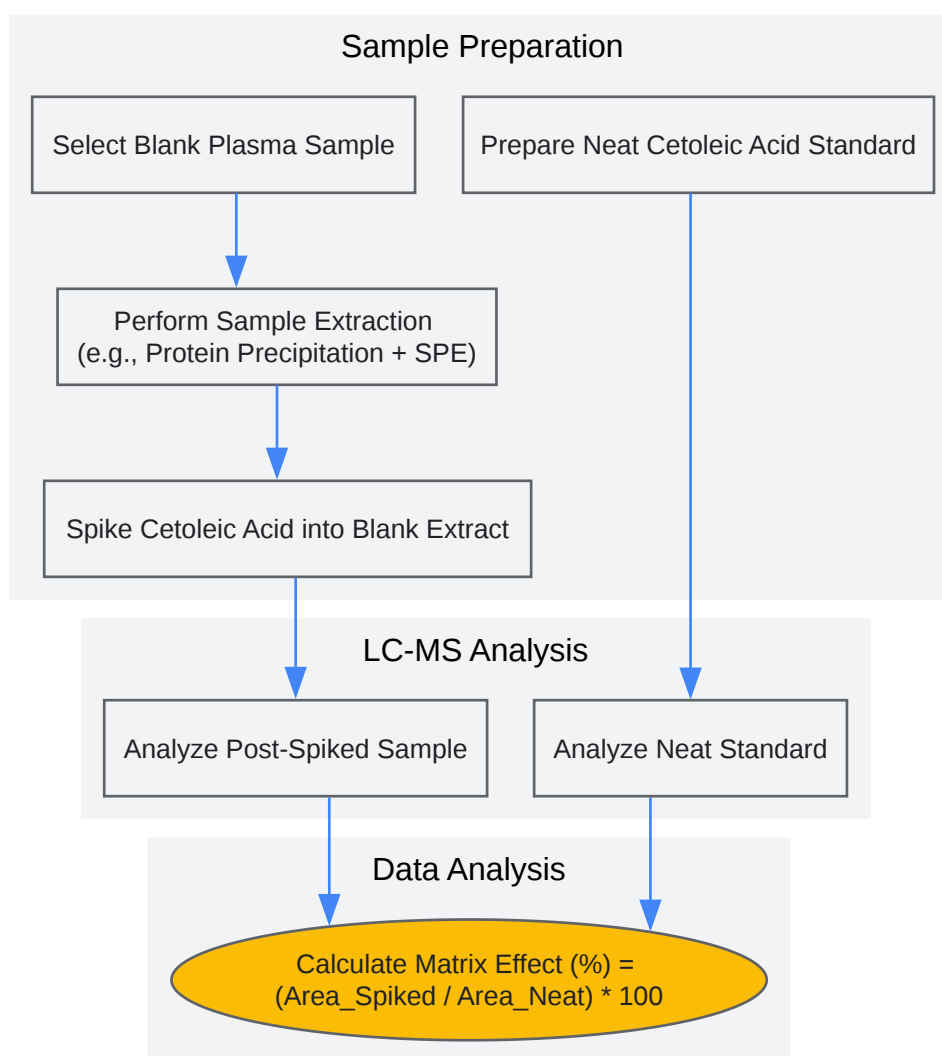 Sample Preparation
Select Blank Plasma Sample
Prepare Neat Cetoleic Acid Standard
Perform Sample Extraction
(e.g., Protein Precipitation + SPE)
Spike Cetoleic Acid into Blank Extract
LC-MS Analysis
Analyze Post-Spiked Sample
Analyze Neat Standard
Data Analysis
Calculate Matrix Effect (%) =
(Area_Spiked / Area_Neat) * 100